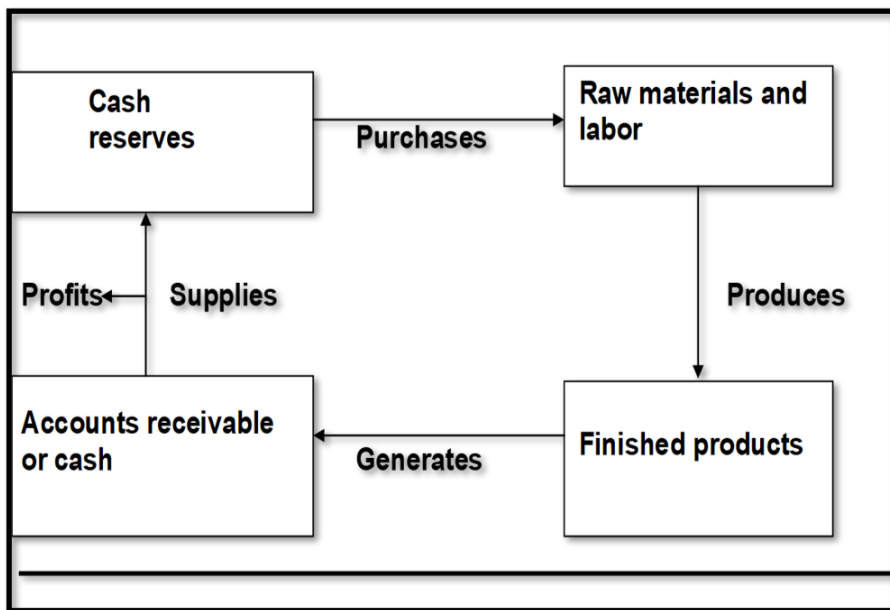 Cash
reserves
Purchases
Raw materials and
labor
Profits
Supplies
Produces
Accounts receivable
or cash
Generates
Finished products